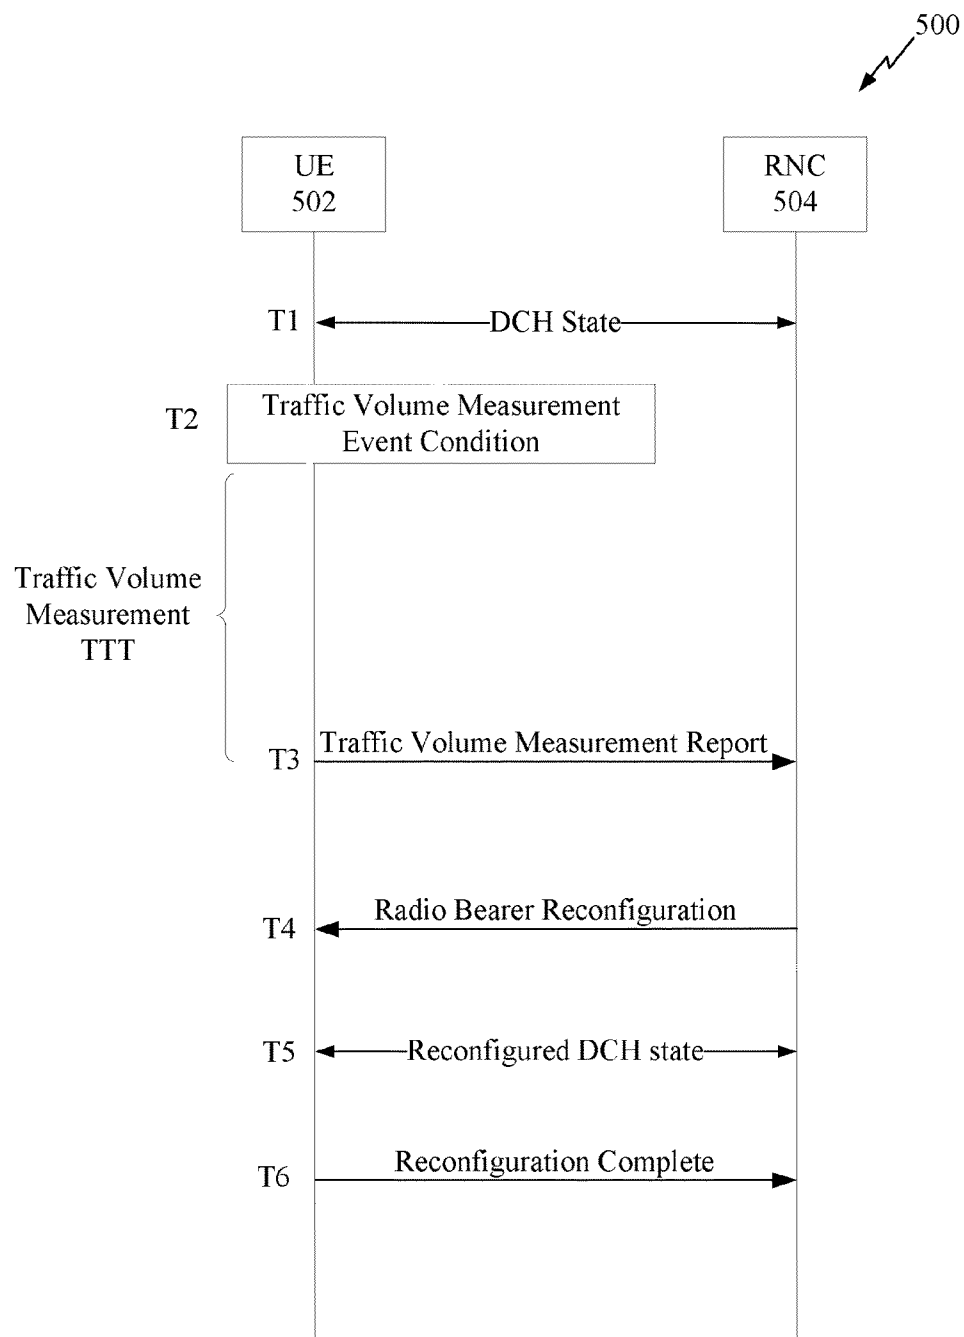 500
UE
502
RNC
504
T1
DCH State
T2
Traffic Volume Measurement
Event Condition
Traffic Volume
Measurement
TTT
T3
Traffic Volume Measurement Report
T4
Radio Bearer Reconfiguration
T5
Reconfigured DCH state
T6
Reconfiguration Complete